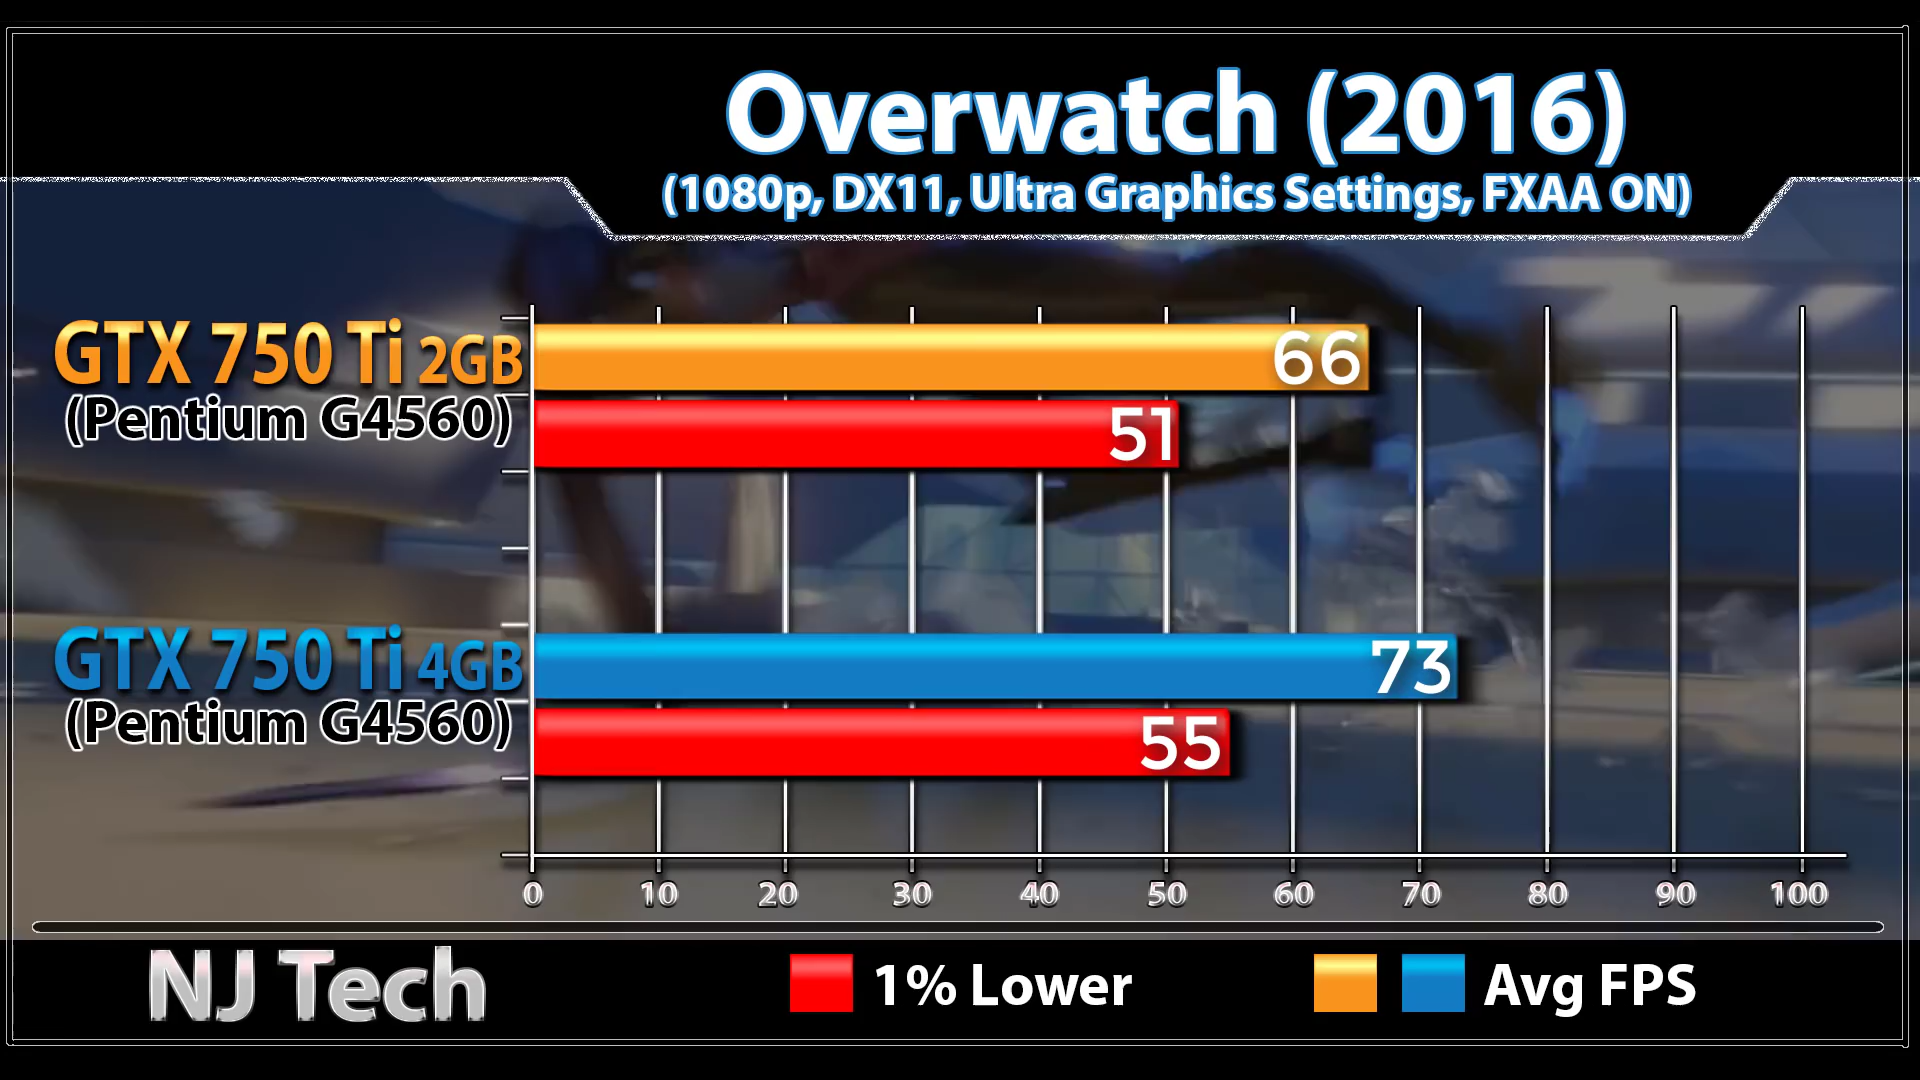 Overwatch (2016)
(1080p, DX11, Ultra Graphics Settings, FXAA ON)
GTX 750 Ti 2GB
(Pentium G4560)
66
51
GTX 750 Ti 4GB
(Pentium G4560)
73
55
0 10 20 30 40 50 60 70 80 90 100
NJ Tech
1% Lower
Avg FPS